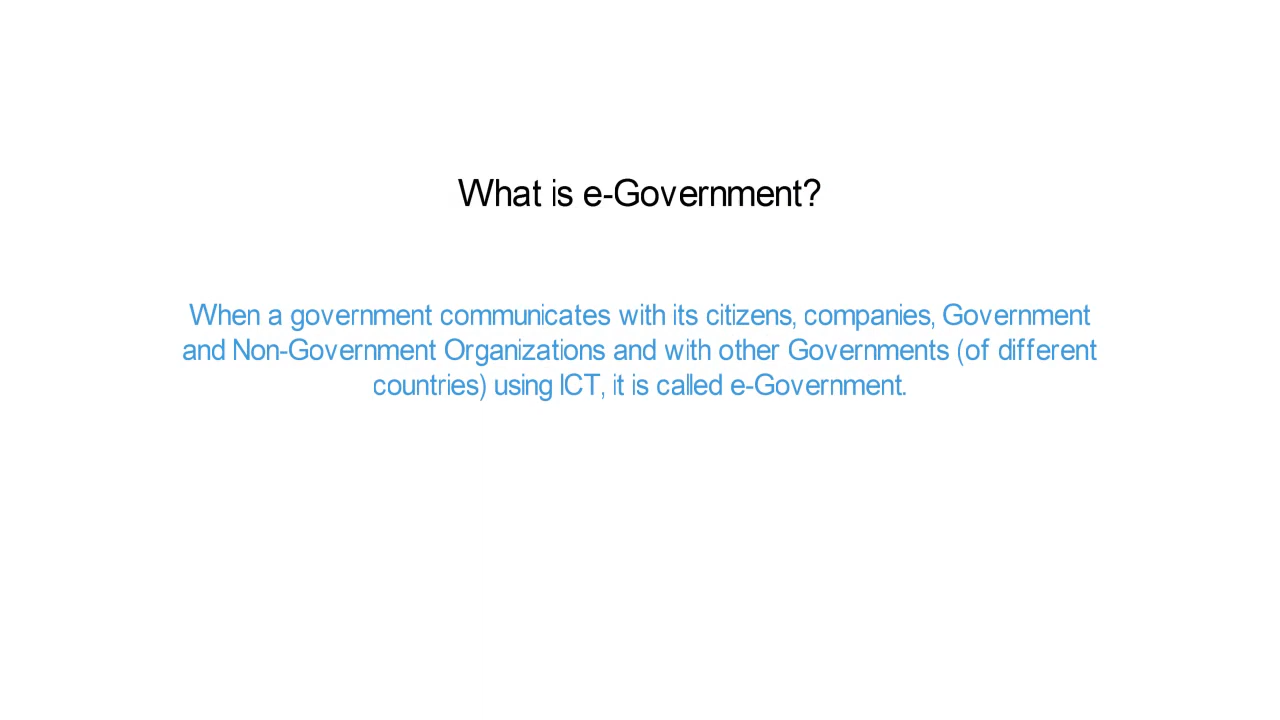 What is e-Government?
When a government communicates with its citizens, companies, Government
and Non-Government Organizations and with other Governments (of different
countries) using ICT, it is called e-Government.